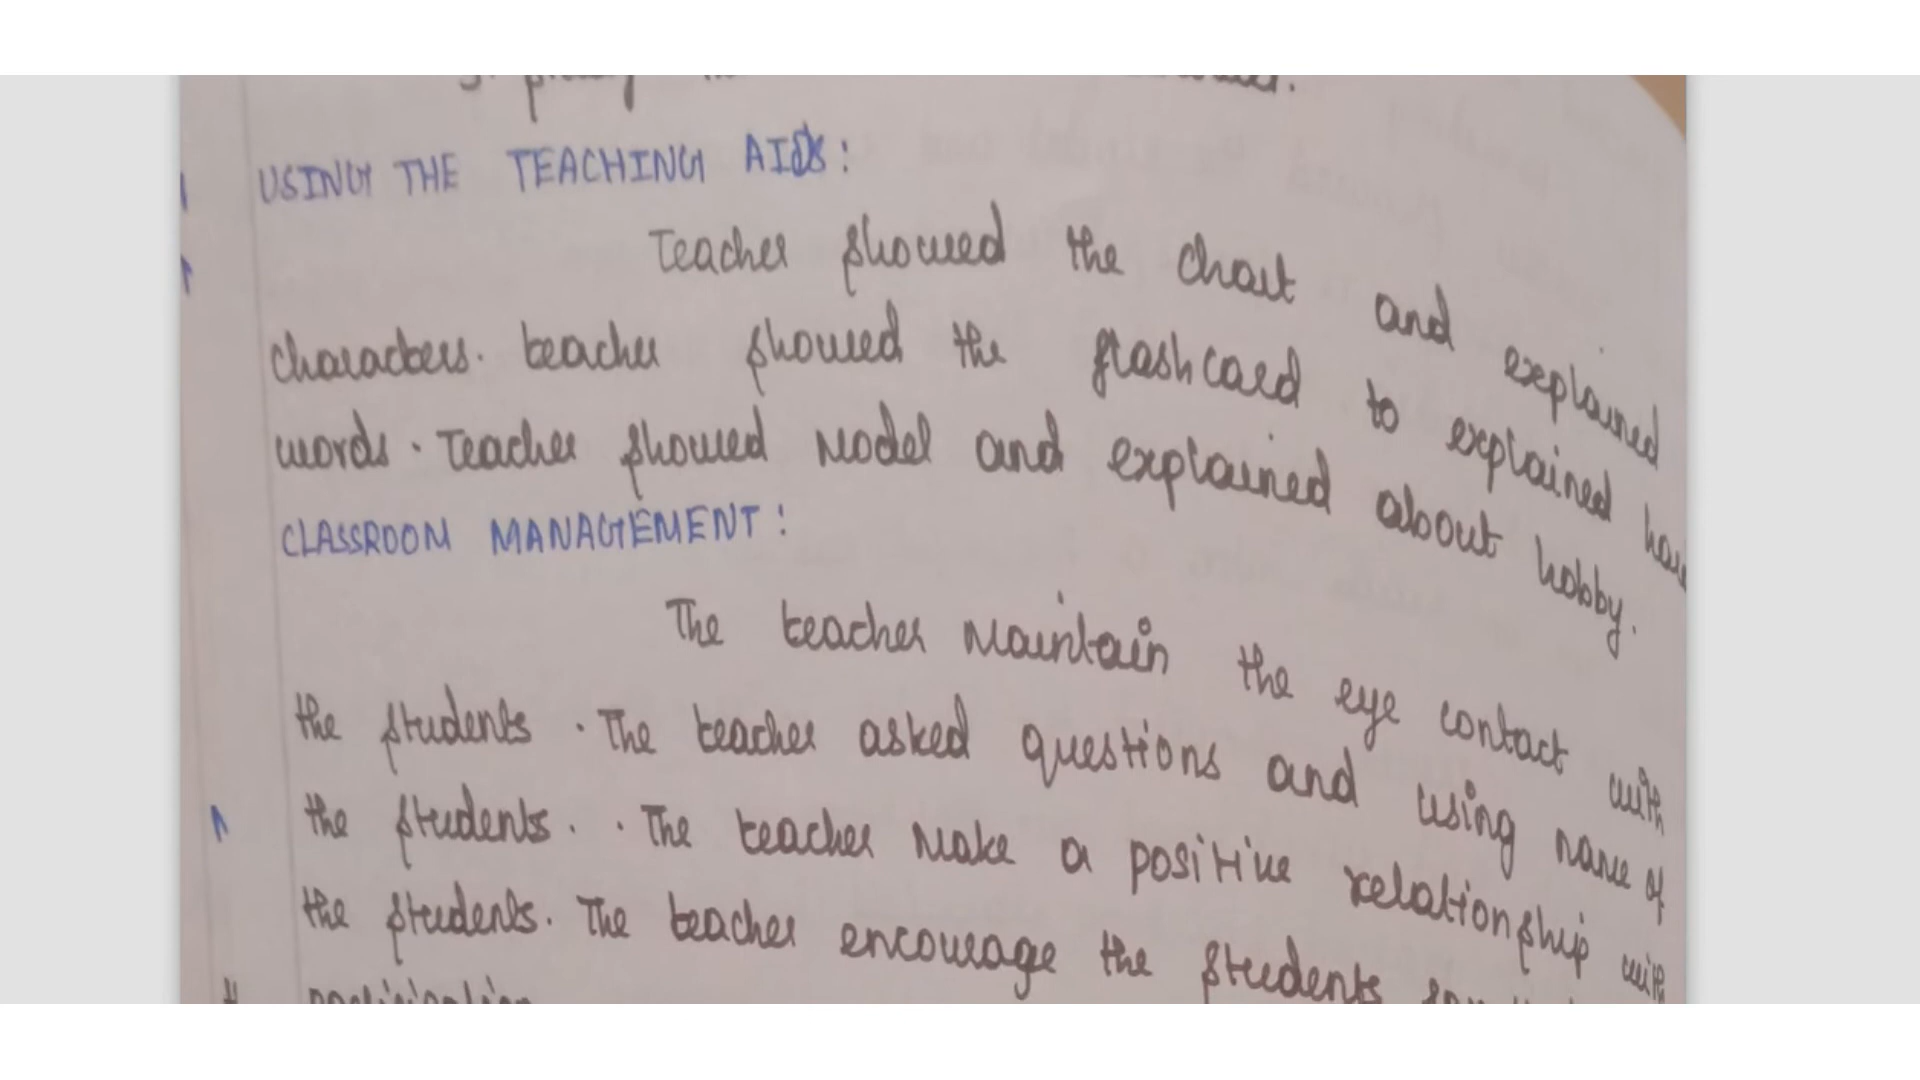 USING THE TEACHING AIDS:
Teacher showed the chart and explained
characters. teacher showed the flash card to explained hard
words. Teacher showed model and explained about hobby.
CLASSROOM MANAGEMENT:
The teacher maintain the eye contact with
the students. The teacher asked questions and using name of
the students. The teacher make a positive relationship with
the students. The teacher encourage the students